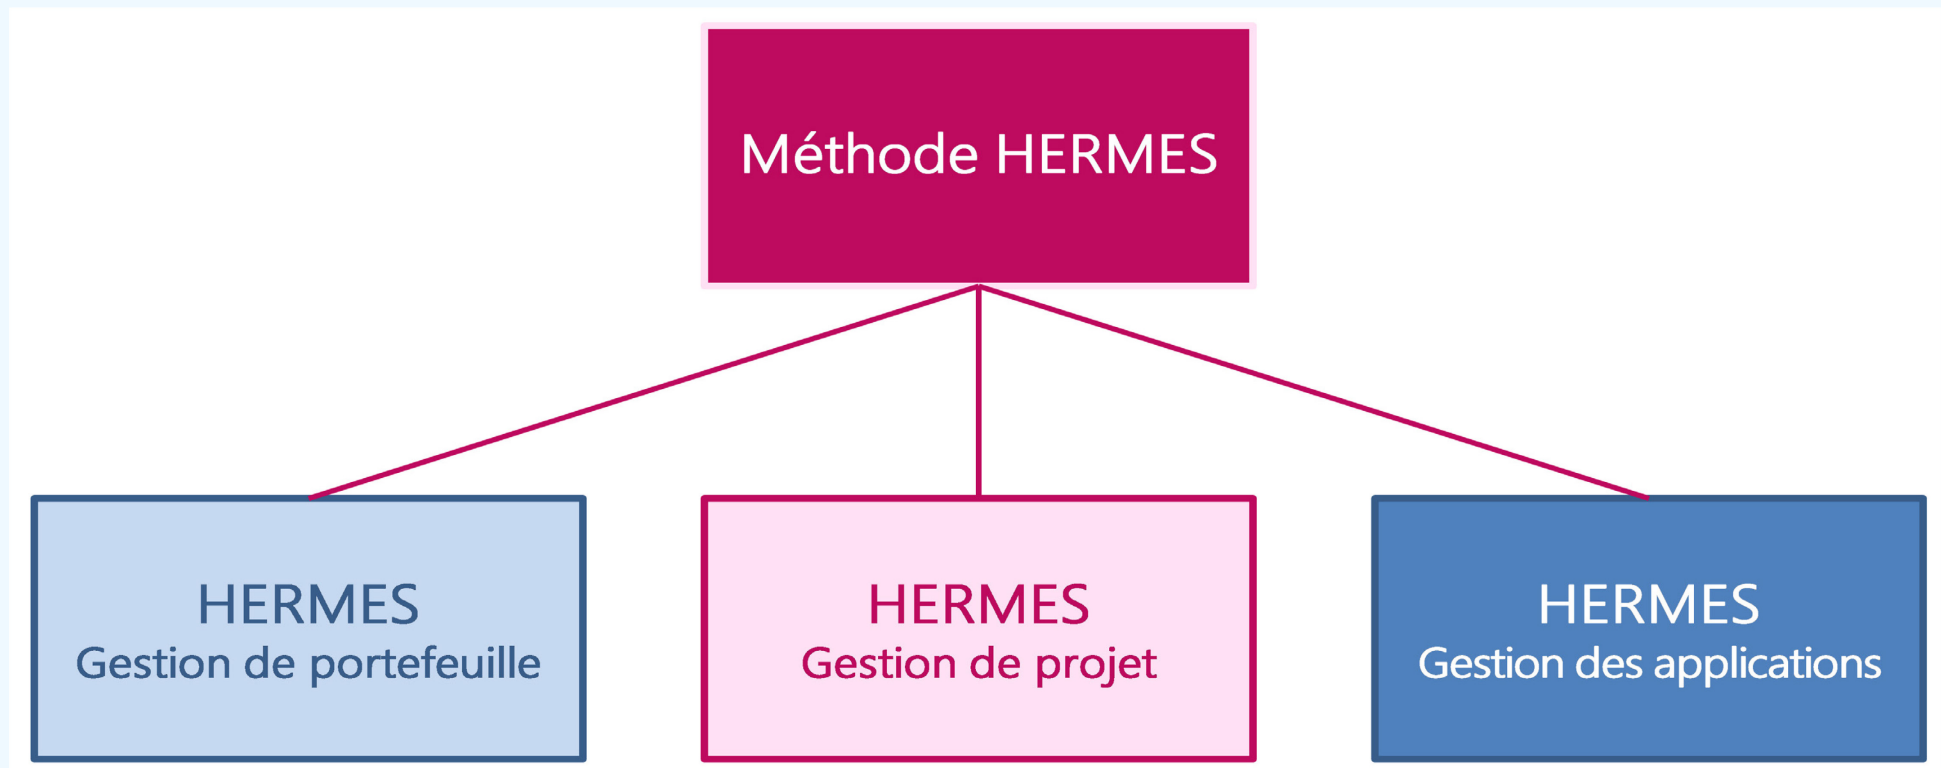 Méthode HERMES
HERMES
Gestion de portefeuille
HERMES
Gestion de projet
HERMES
Gestion des applications